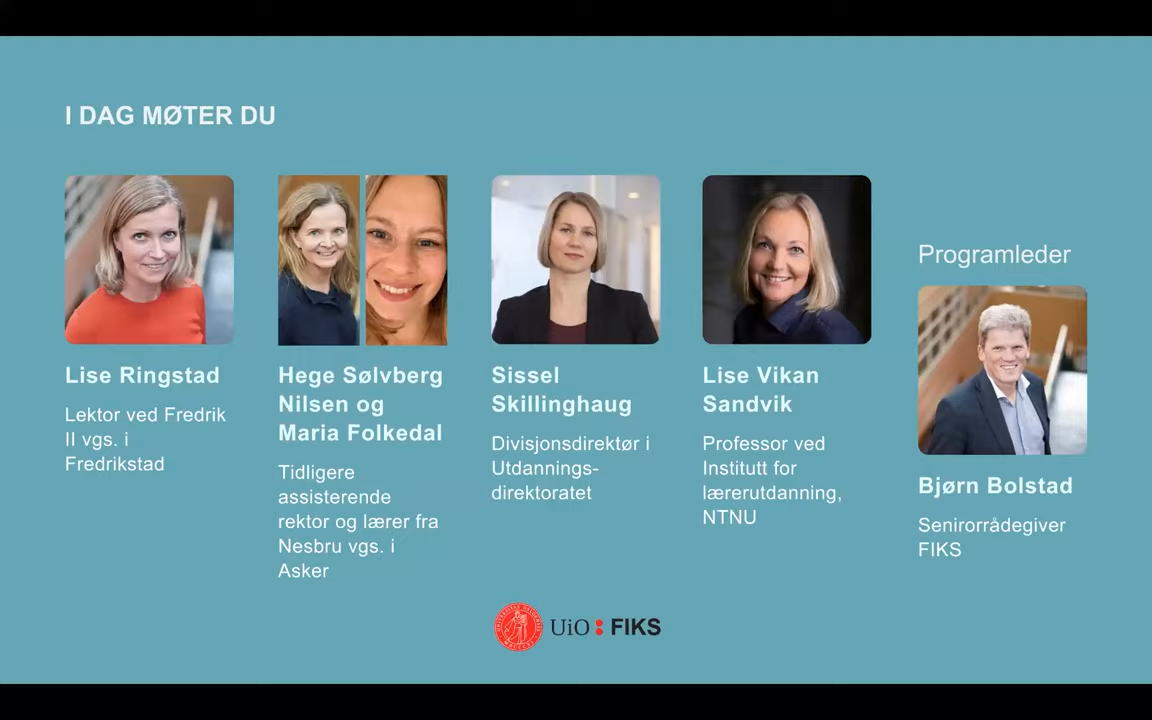 I DAG MØTER DU
Lise Ringstad
Lektor ved Fredrik
II vgs. i
Fredrikstad
Hege Sølvberg
Nilsen og
Maria Folkedal
Tidligere
assisterende
rektor og lærer fra
Nesbru vgs. i
Asker
Sissel
Skillinghaug
Divisjonsdirektør i
Utdannings-
direktoratet
Lise Vikan
Sandvik
Professor ved
Institutt for
lærerutdanning,
NTNU
Programleder
Bjørn Bolstad
Senirorrådegiver
FIKS
UiO : FIKS